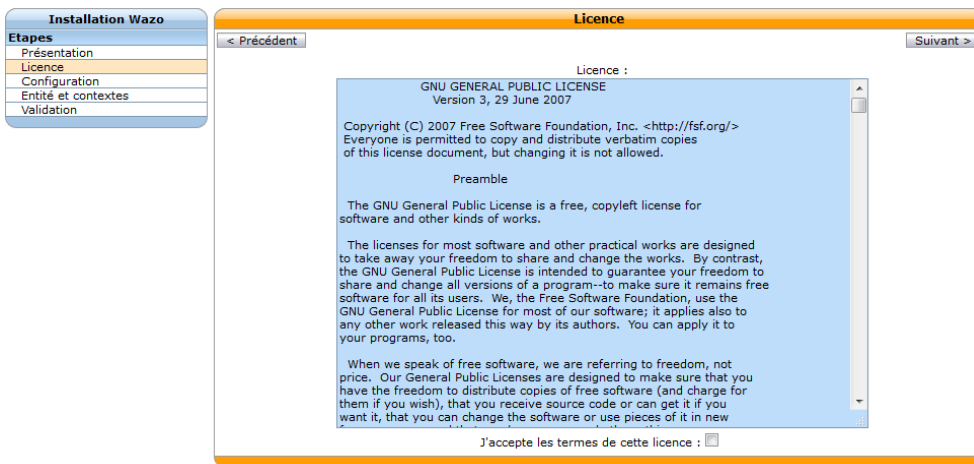 Installation Wazo
Etapes
Présentation
Licence
Configuration
Entité et contextes
Validation
Licence
< Précédent
Suivant >
Licence :
GNU GENERAL PUBLIC LICENSE
Version 3, 29 June 2007
Copyright (C) 2007 Free Software Foundation, Inc. <http://fsf.org/>
Everyone is permitted to copy and distribute verbatim copies
of this license document, but changing it is not allowed.
Preamble
The GNU General Public License is a free, copyleft license for
software and other kinds of works.
The licenses for most software and other practical works are designed
to take away your freedom to share and change the works.  By contrast,
the GNU General Public License is intended to guarantee your freedom to
share and change all versions of a program--to make sure it remains free
software for all its users.  We, the Free Software Foundation, use the
GNU General Public License for most of our software; it applies also to
any other work released this way by its authors.  You can apply it to
your programs, too.
When we speak of free software, we are referring to freedom, not
price.  Our General Public Licenses are designed to make sure that you
have the freedom to distribute copies of free software (and charge for
them if you wish), that you receive source code or can get it if you
want it, that you can change the software or use pieces of it in new
J'accepte les termes de cette licence :